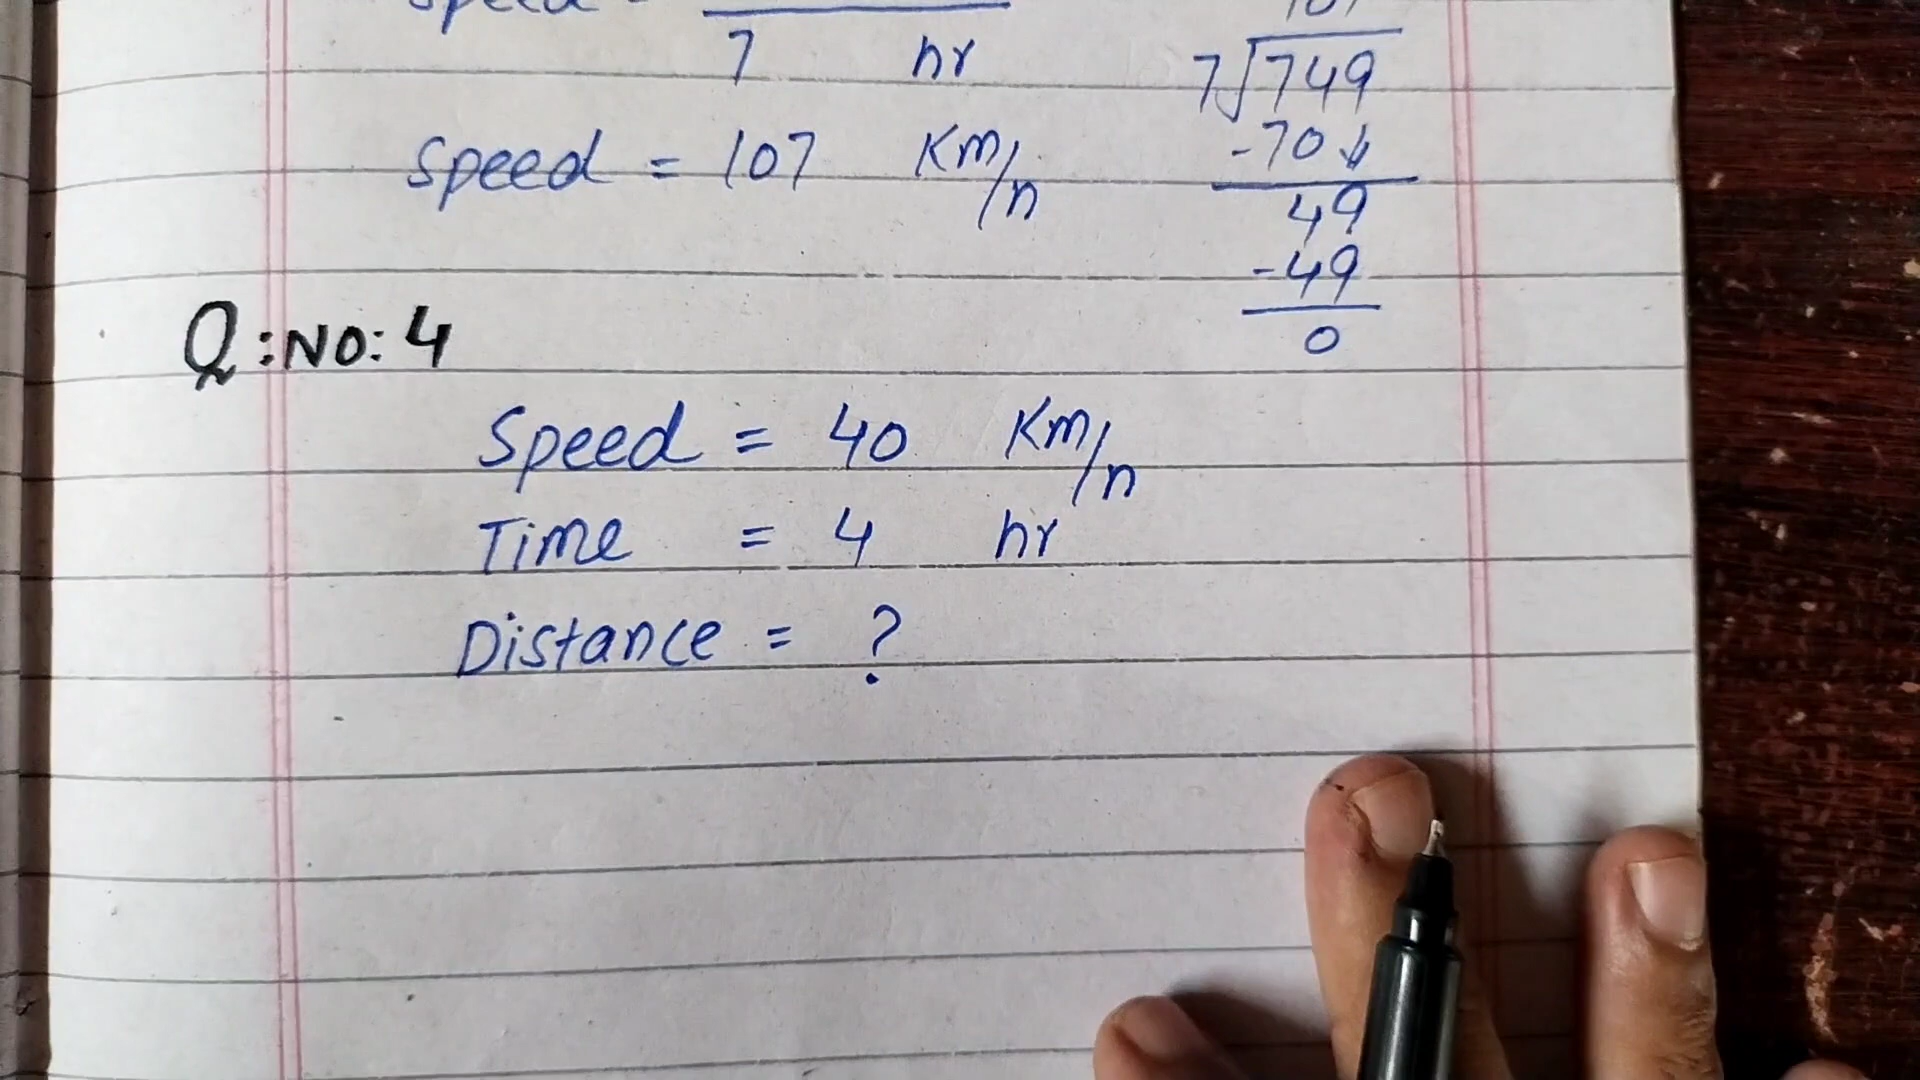 Speed =
7 hr
7√749
Speed = 107 Km/h
-70↓
49
-49
0
Q:NO:4
Speed = 40 Km/h
Time = 4 hr
Distance = ?